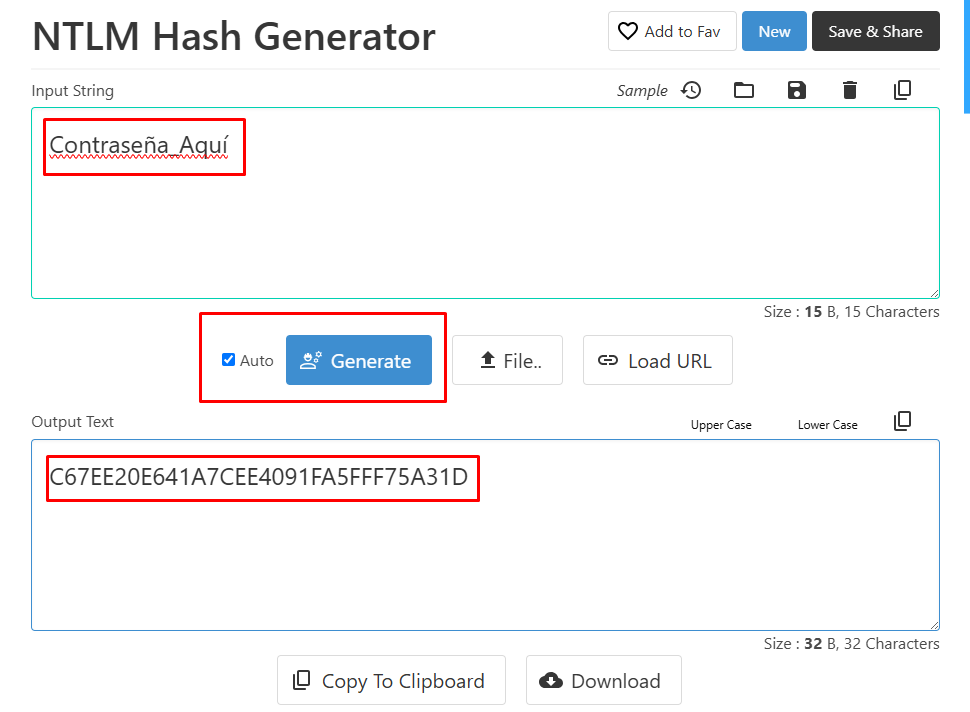 NTLM Hash Generator
Add to Fav
New
Save & Share
Input String
Sample
Contraseña_Aquí
Size : 15 B, 15 Characters
Auto
Generate
File..
Load URL
Output Text
Upper Case
Lower Case
C67EE20E641A7CEE4091FA5FFF75A31D
Size : 32 B, 32 Characters
Copy To Clipboard
Download